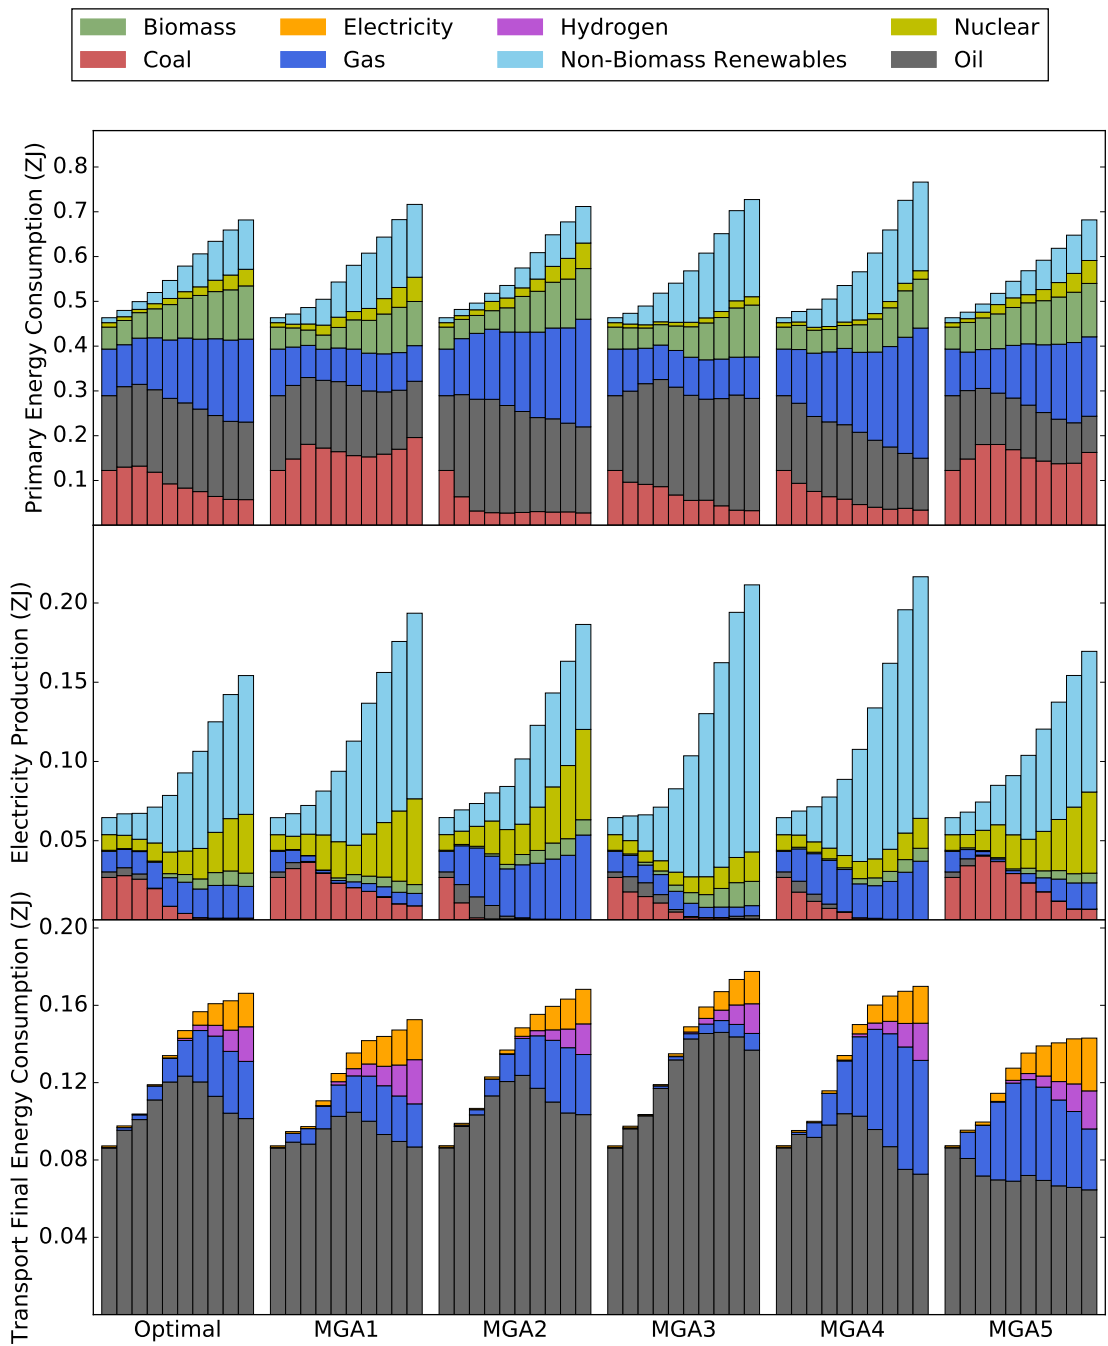 Biomass Electricity Hydrogen Nuclear
Coal Gas Non-Biomass Renewables Oil
Primary Energy Consumption (ZJ)
0.8
0.7
0.6
0.5
0.4
0.3
0.2
0.1
Electricity Production (ZJ)
0.20
0.15
0.10
0.05
Transport Final Energy Consumption (ZJ)
0.20
0.16
0.12
0.08
0.04
Optimal MGA1 MGA2 MGA3 MGA4 MGA5